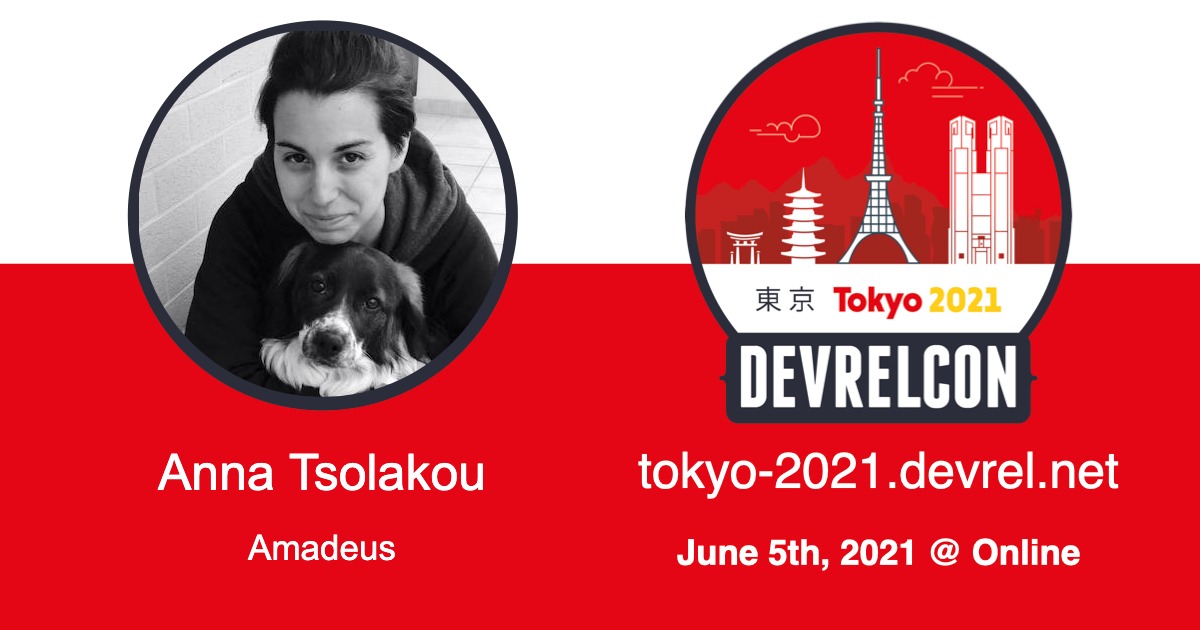 Anna Tsolakou
Amadeus
東京 Tokyo 2021
DEVRELCON
tokyo-2021.devrel.net
June 5th, 2021 @ Online